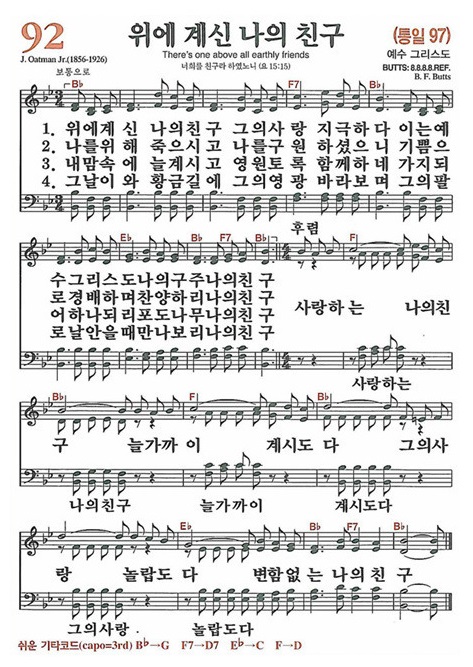 92
위에 계신 나의 친구
(통일 97)
There's one above all earthly friends
예수 그리스도
J. Oatman Jr.(1856-1926)
너희를 친구라 하였노니 (요 15:15)
BUTTS: 8.8.8.8.REF.
B. F. Butts
보통으로
B♭ F7 B♭
1. 위에계신 나의친구 그의사랑 지극하다 이는예
2. 나를위해 죽으시고 나를구원 하셨으니 기쁨으
3. 내맘속에 늘계시고 영원토록 함께하네 가지되
4. 그날이와 황금길에 그의영광 바라보며 그의팔
후렴
E♭ B♭ F7 B♭ F7
수그리스도나의구주나의친구
로경배하며찬양하리나의친구
어하나되리포도나무나의친구
로날안을때만나보리나의친구
사랑하는 나의친
사랑하는
B♭ F7 B♭
구 늘가까이 계시도다 그의사
나의친구 늘가까이 계시도다
E♭ B♭ F7 B♭
랑 놀랍도다 변함없는나의친구
그의사랑 놀랍도다
쉬운 기타코드(capo=3rd) B♭→G F7→D7 E♭→C F→D